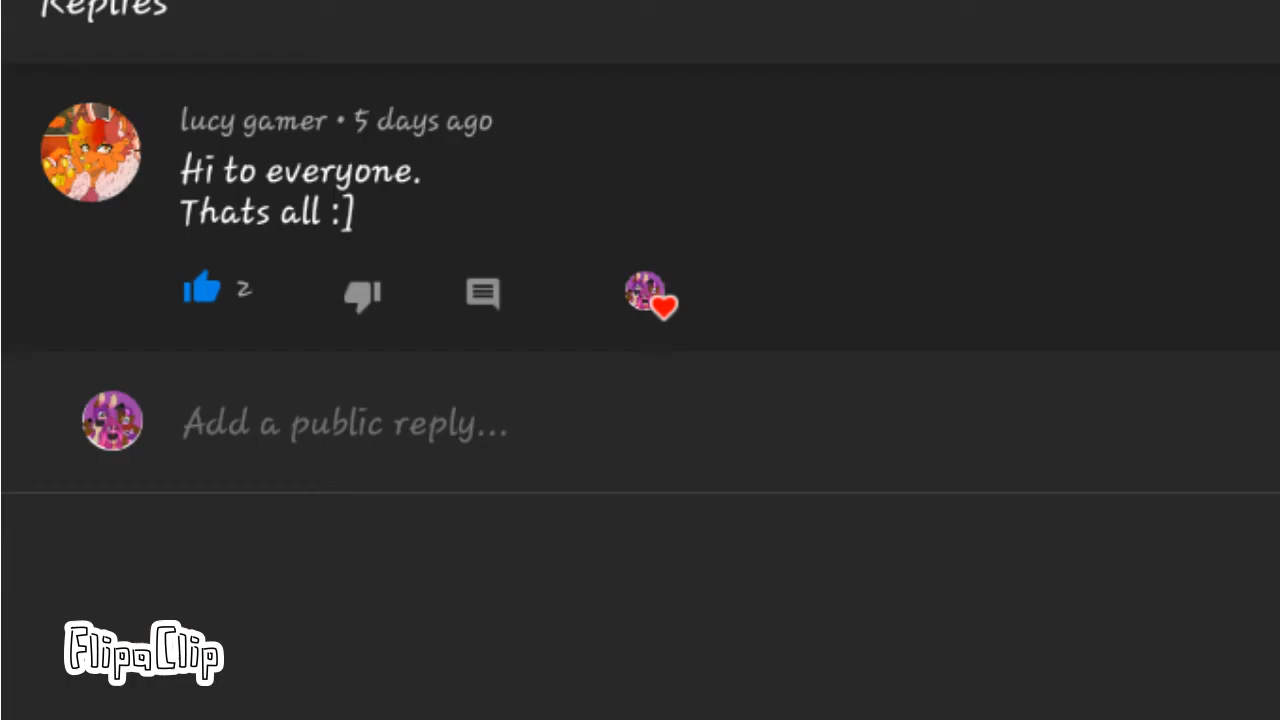 Replies
lucy gamer • 5 days ago
Hi to everyone.
Thats all :]
2
Add a public reply...
FlipaClip